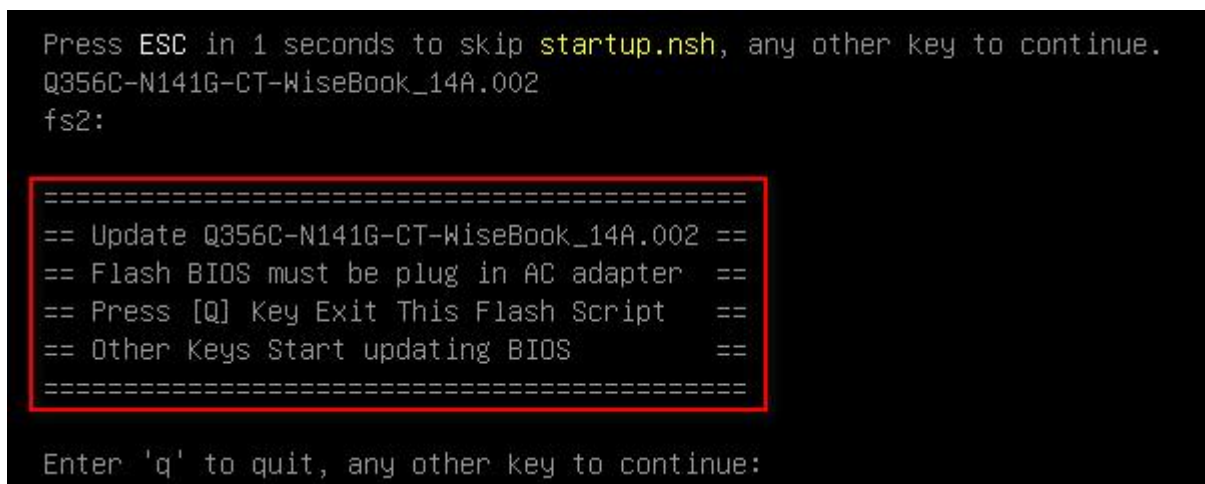 Press ESC in 1 seconds to skip startup.nsh, any other key to continue.
Q356C-N141G-CT-WiseBook_14A.002
fs2:
============================================
== Update Q356C-N141G-CT-WiseBook_14A.002 ==
== Flash BIOS must be plug in AC adapter  ==
== Press [Q] Key Exit This Flash Script   ==
== Other Keys Start updating BIOS         ==
============================================
Enter 'q' to quit, any other key to continue: